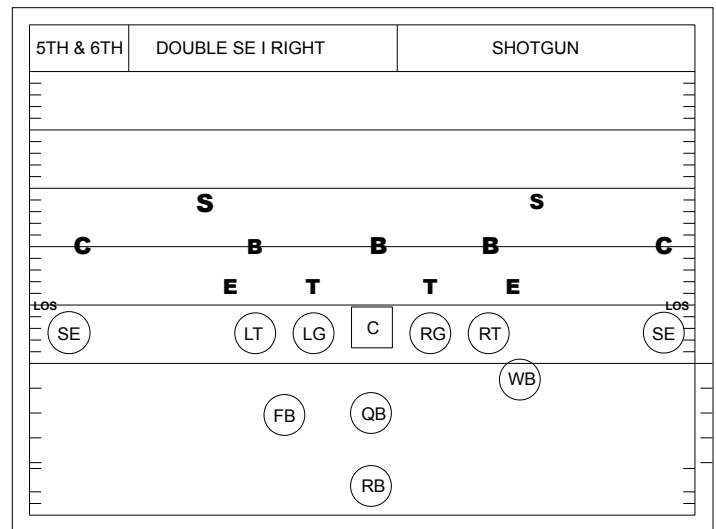 5TH & 6TH DOUBLE SE I RIGHT SHOTGUN
S S
C B B B C
E T T E
LOS LOS
SE LT LG C RG RT SE
WB
FB QB
RB